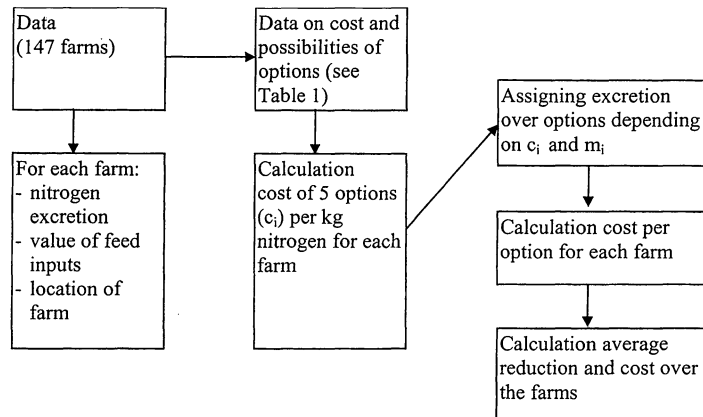 Data
(147 farms)
Data on cost and
possibilities of
options (see
Table 1)
For each farm:
- nitrogen
excretion
- value of feed
inputs
- location of
farm
Calculation
cost of 5 options
(ci) per kg
nitrogen for each
farm
Assigning excretion
over options depending
on ci and mi
Calculation cost per
option for each farm
Calculation average
reduction and cost over
the farms